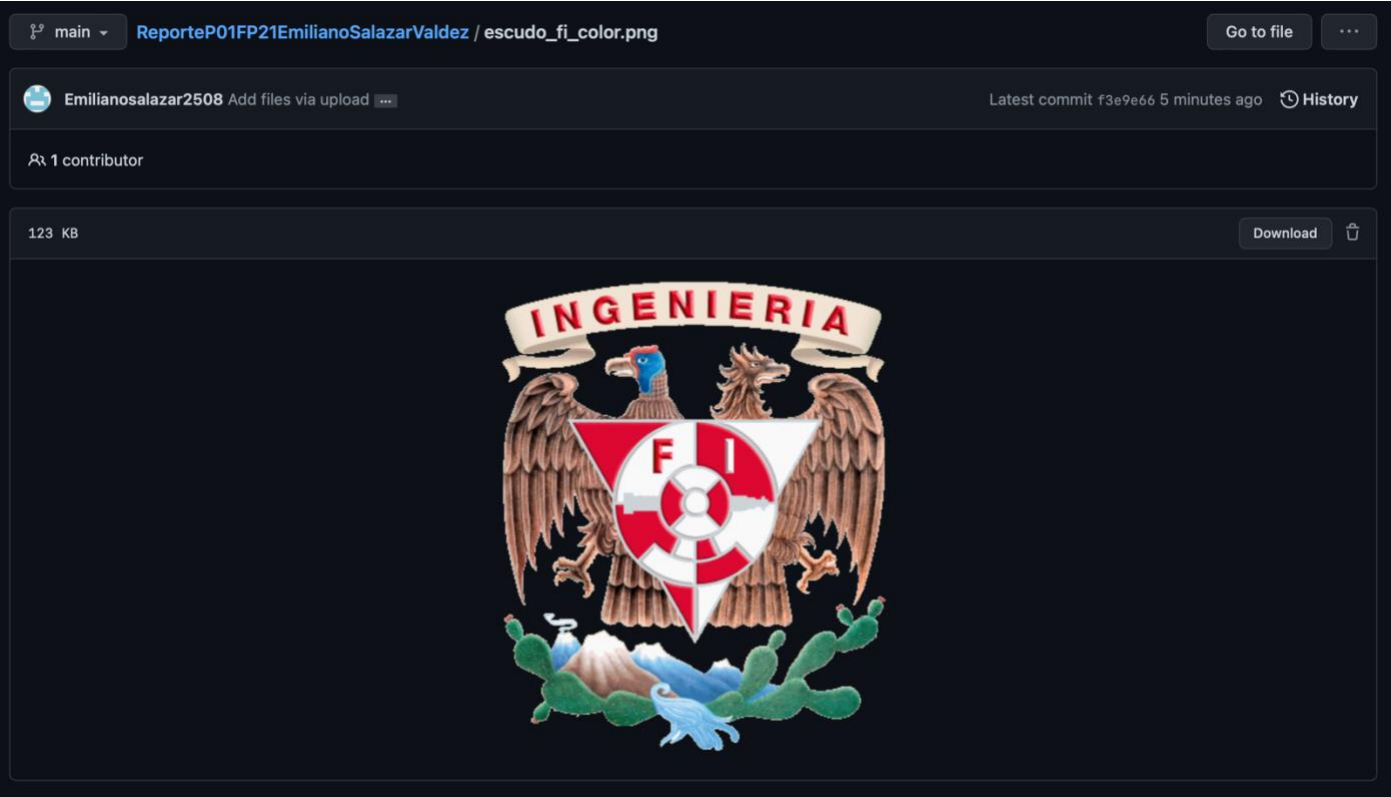 main
ReporteP01FP21EmilianoSalazarValdez / escudo_fi_color.png
Go to file
...
Emilianosalazar2508 Add files via upload ...
Latest commit f3e9e66 5 minutes ago
History
1 contributor
123 KB
Download
INGENIERIA
F I